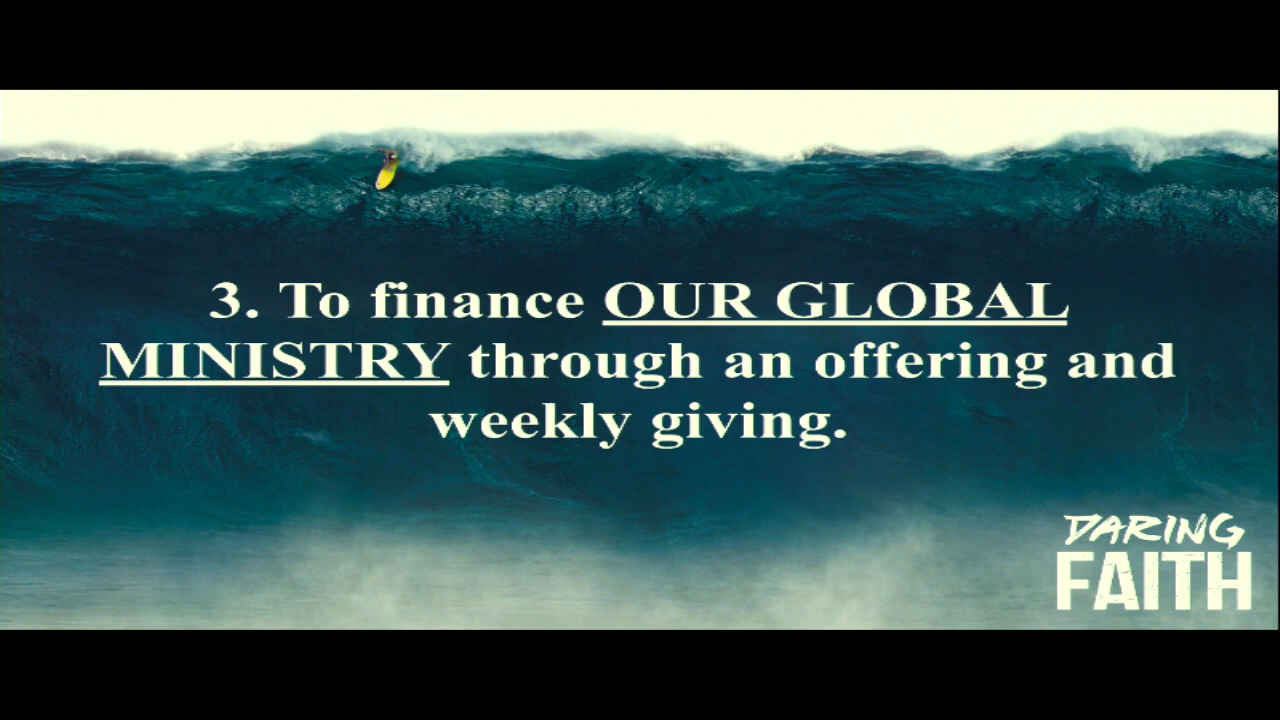 3. To finance OUR GLOBAL
MINISTRY through an offering and
weekly giving.
DARING
FAITH